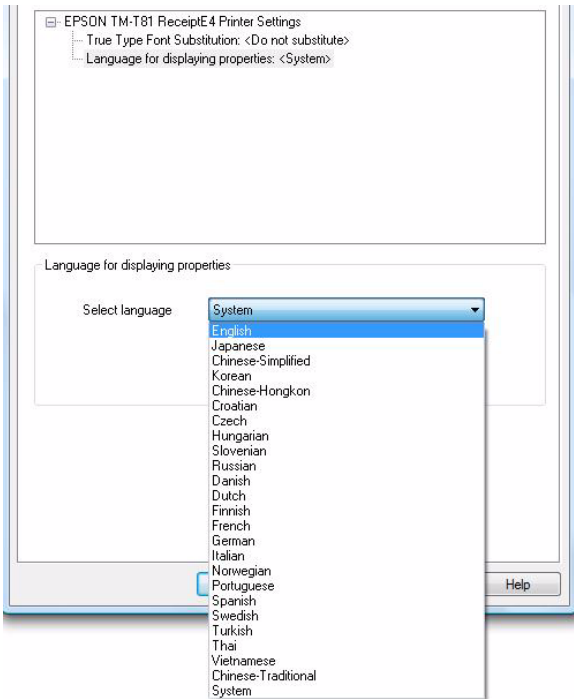 EPSON TM-T81 ReceiptE4 Printer Settings
True Type Font Substitution: <Do not substitute>
Language for displaying properties: <System>
Language for displaying properties
Select language System
English
Japanese
Chinese-Simplified
Korean
Chinese-Hongkon
Croatian
Czech
Hungarian
Slovenian
Russian
Danish
Dutch
Finnish
French
German
Italian
Norwegian
Portuguese
Spanish
Swedish
Turkish
Thai
Vietnamese
Chinese-Traditional
System
Help